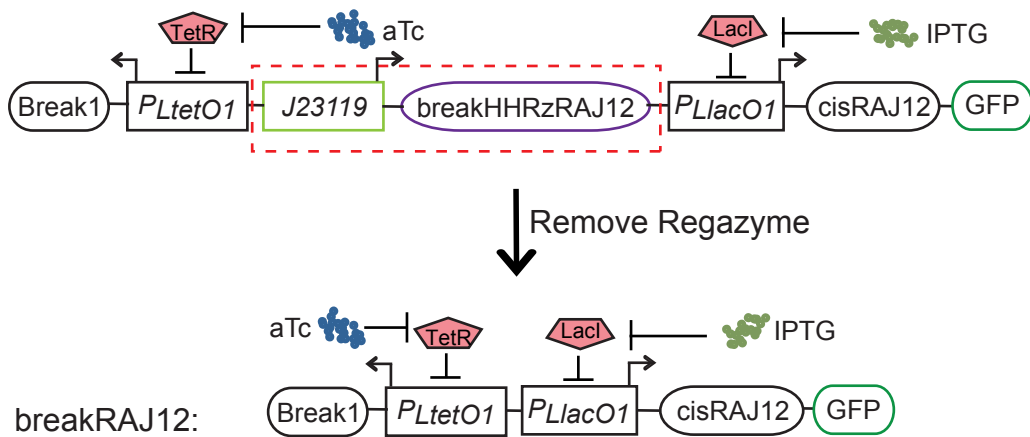 TetR aTc LacI IPTG
Break1 PLtetO1 J23119 breakHHRzRAJ12 PLlacO1 cisRAJ12 GFP
Remove Regazyme
aTc TetR LacI IPTG
breakRAJ12: Break1 PLtetO1 PLlacO1 cisRAJ12 GFP